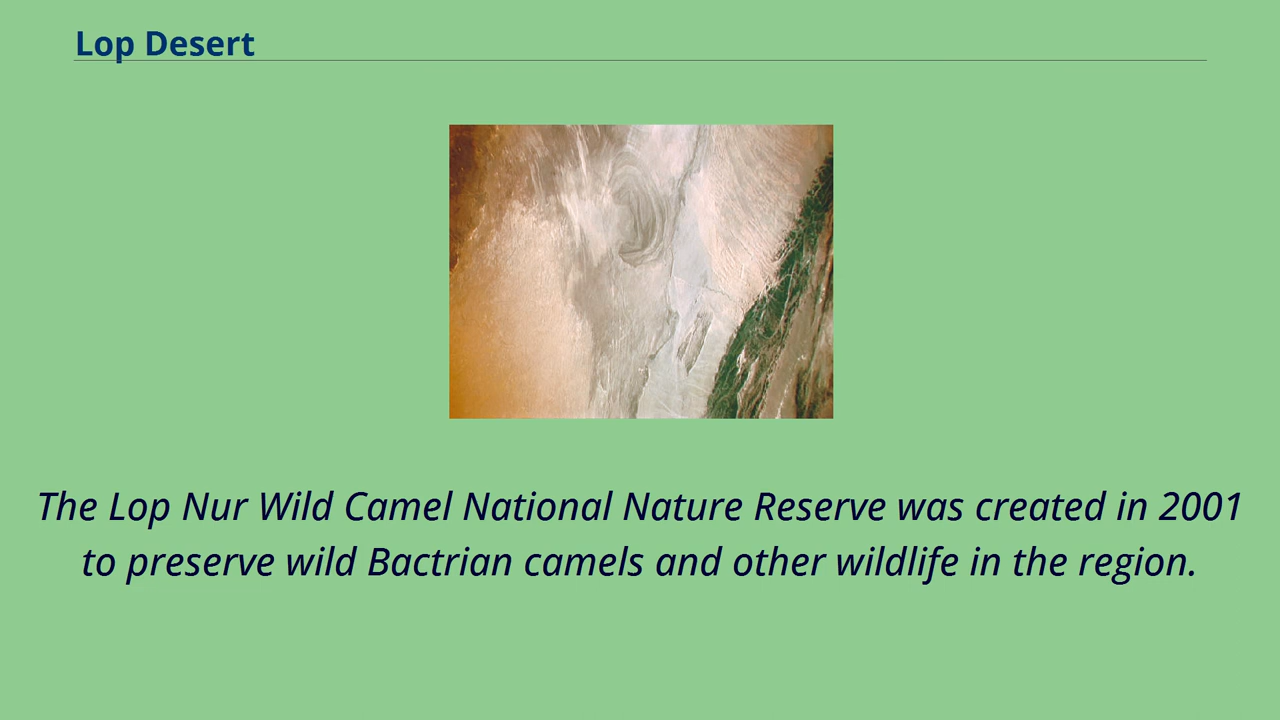 Lop Desert
The Lop Nur Wild Camel National Nature Reserve was created in 2001
to preserve wild Bactrian camels and other wildlife in the region.